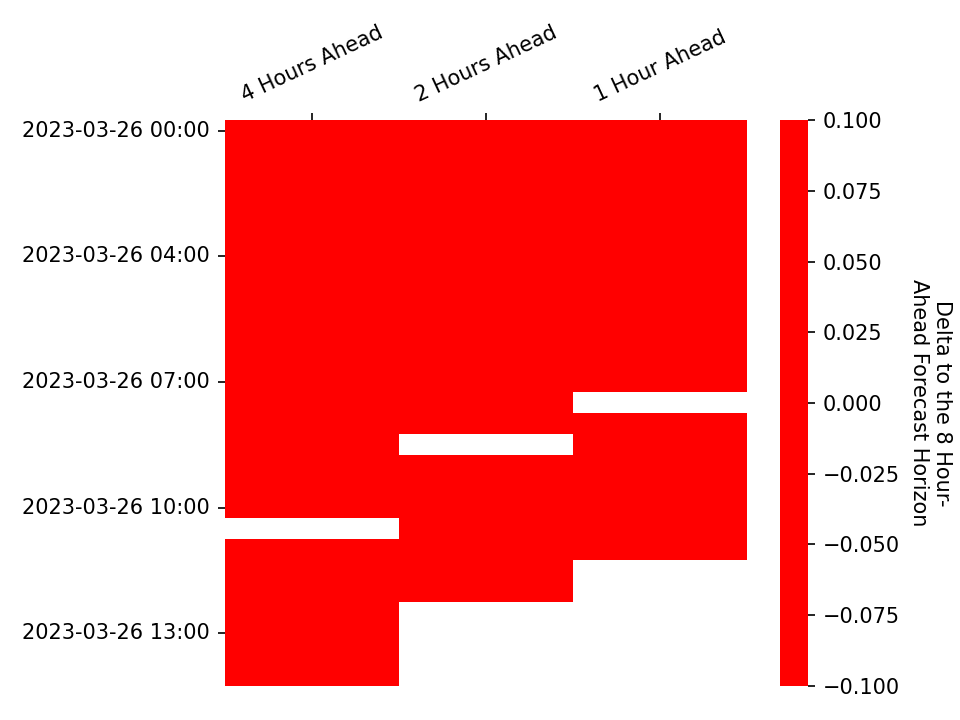 4 Hours Ahead
2 Hours Ahead
1 Hour Ahead
2023-03-26 00:00
2023-03-26 04:00
2023-03-26 07:00
2023-03-26 10:00
2023-03-26 13:00
0.100
0.075
0.050
0.025
0.000
−0.025
−0.050
−0.075
−0.100
Delta to the 8 Hour-
Ahead Forecast Horizon